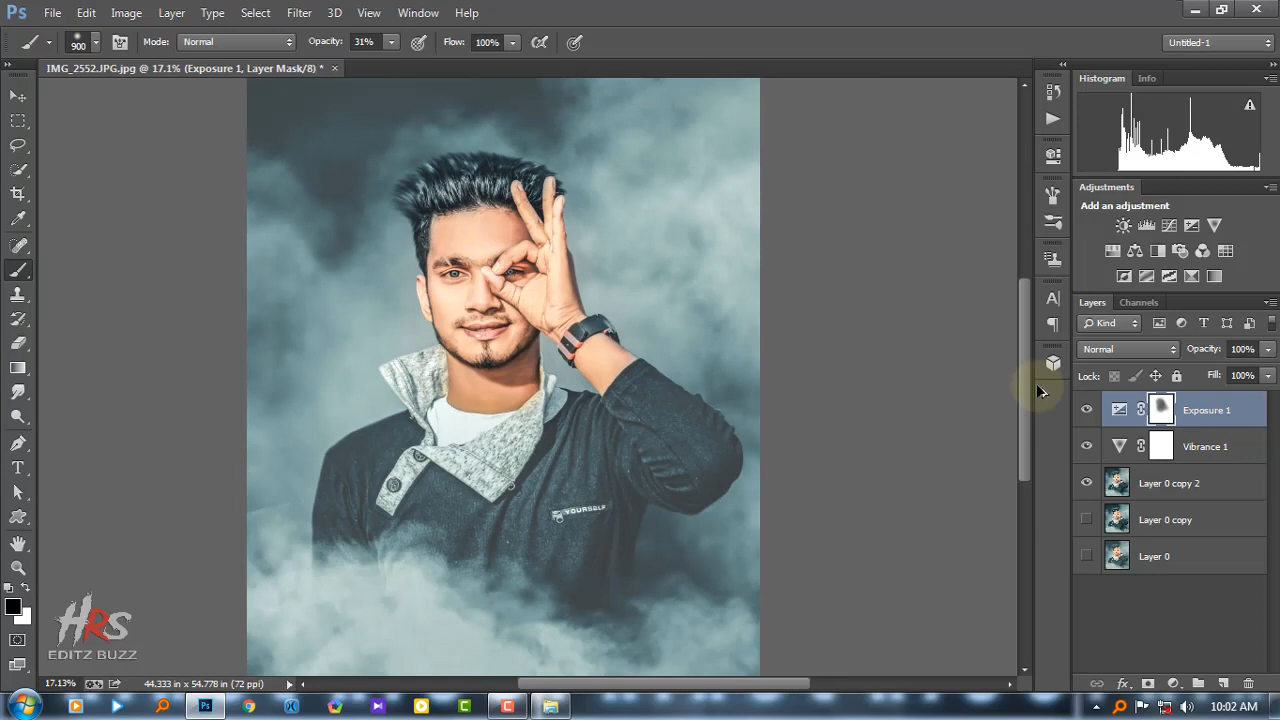 Ps File Edit Image Layer Type Select Filter 3D View Window Help
900 Mode: Normal Opacity: 31% Flow: 100% Untitled-1
IMG_2552.JPG.jpg @ 17.1% (Exposure 1, Layer Mask/8) *
Histogram Info
Adjustments
Add an adjustment
Layers Channels
Kind
Normal Opacity: 100%
Lock: Fill: 100%
Exposure 1
Vibrance 1
Layer 0 copy 2
Layer 0 copy
Layer 0
YOURSELF
HRS
EDITZ BUZZ
17.13% 44.333 in x 54.778 in (72 ppi)
Ps 10:02 AM